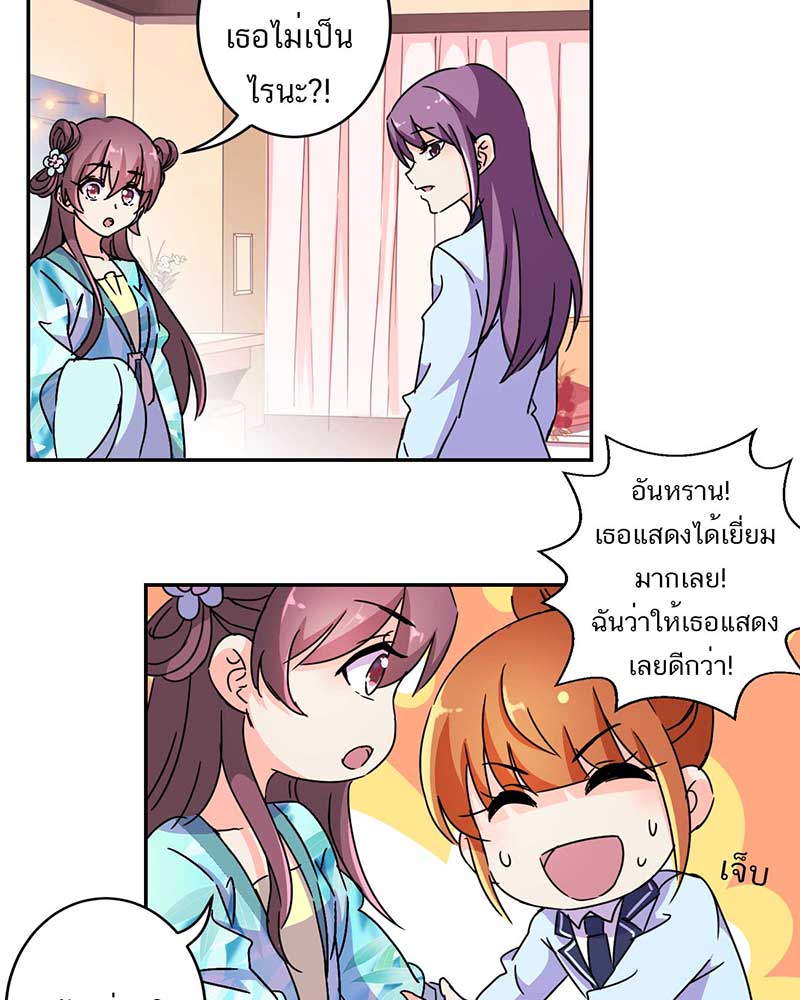 เธอไม่เป็น
ไรนะ?!
อันหราน!
เธอแสดงได้เยี่ยม
มากเลย!
ฉันว่าให้เธอแสดง
เลยดีกว่า!
เจ็บ